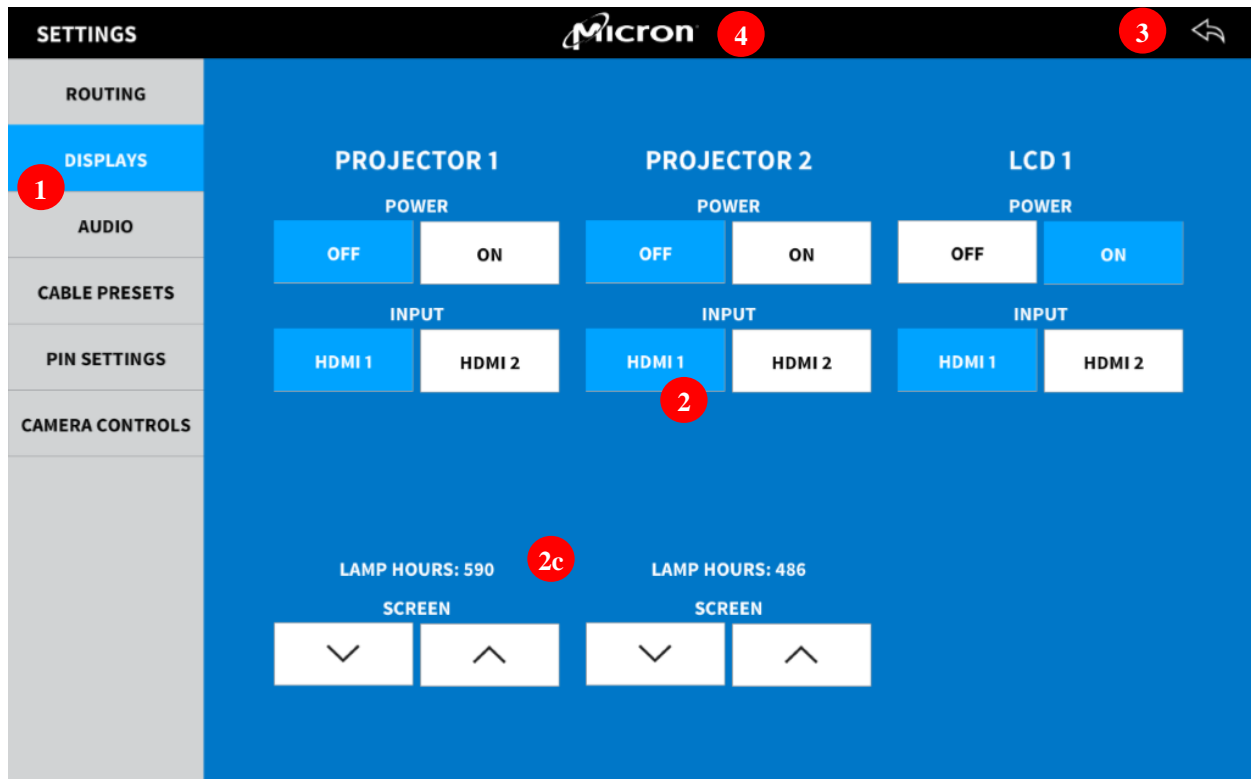 SETTINGS Micron 4 3
ROUTING
DISPLAYS
1
AUDIO
CABLE PRESETS
PIN SETTINGS
CAMERA CONTROLS
PROJECTOR 1 PROJECTOR 2 LCD 1
POWER POWER POWER
OFF ON OFF ON OFF ON
INPUT INPUT INPUT
HDMI 1 HDMI 2 HDMI 1 HDMI 2 HDMI 1 HDMI 2
2
LAMP HOURS: 590 2c LAMP HOURS: 486
SCREEN SCREEN